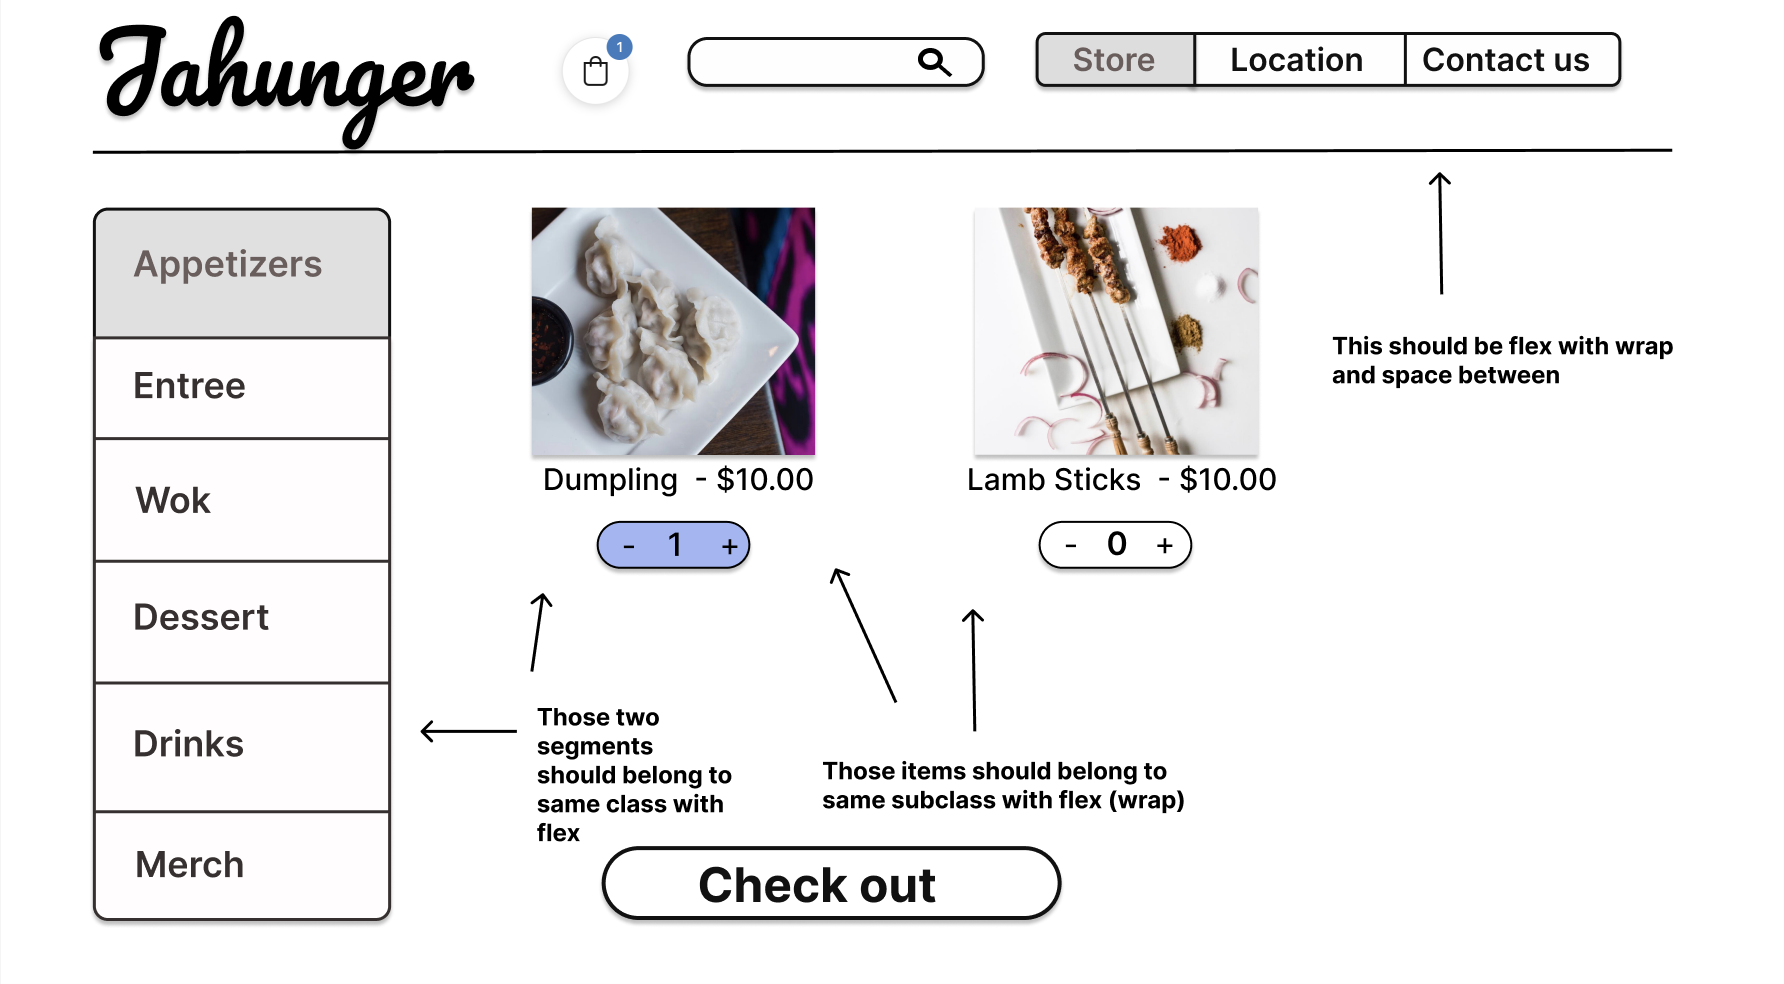 Jahunger
1
Store
Location
Contact us
Appetizers
Entree
Wok
Dessert
Drinks
Merch
Dumpling - $10.00
- 1 +
Lamb Sticks - $10.00
- 0 +
This should be flex with wrap
and space between
Those two
segments
should belong to
same class with
flex
Those items should belong to
same subclass with flex (wrap)
Check out